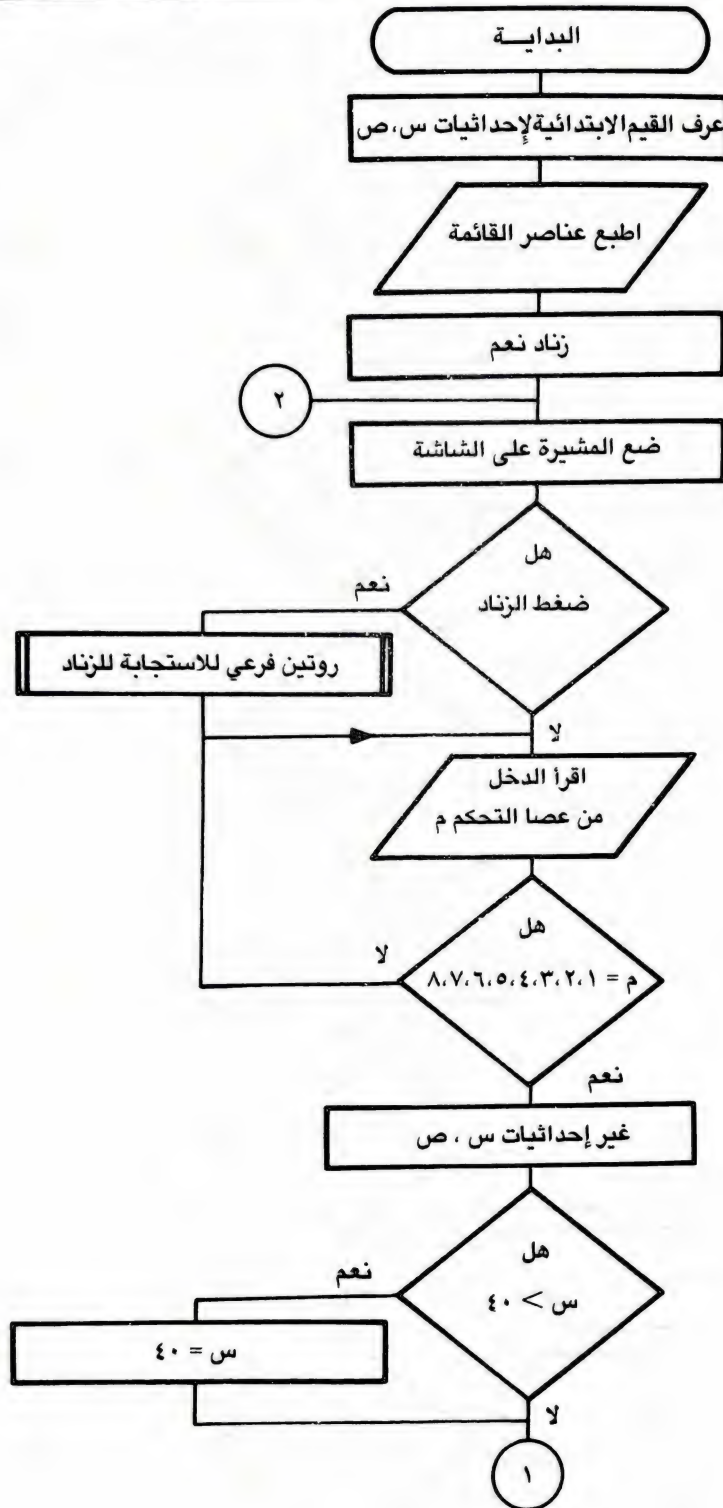 البدايــة
عرف القيم الابتدائية لإحداثيات س، ص
اطبع عناصر القائمة
زناد نعم
٢
ضع المشيرة على الشاشة
هل
ضغط الزناد
نعم
روتين فرعي للاستجابة للزناد
لا
اقرأ الدخل
من عصا التحكم م
هل
م = ١، ٢، ٣، ٤، ٥، ٦، ٧، ٨
لا
نعم
غير إحداثيات س ، ص
هل
س > ٤٠
نعم
س = ٤٠
لا
١